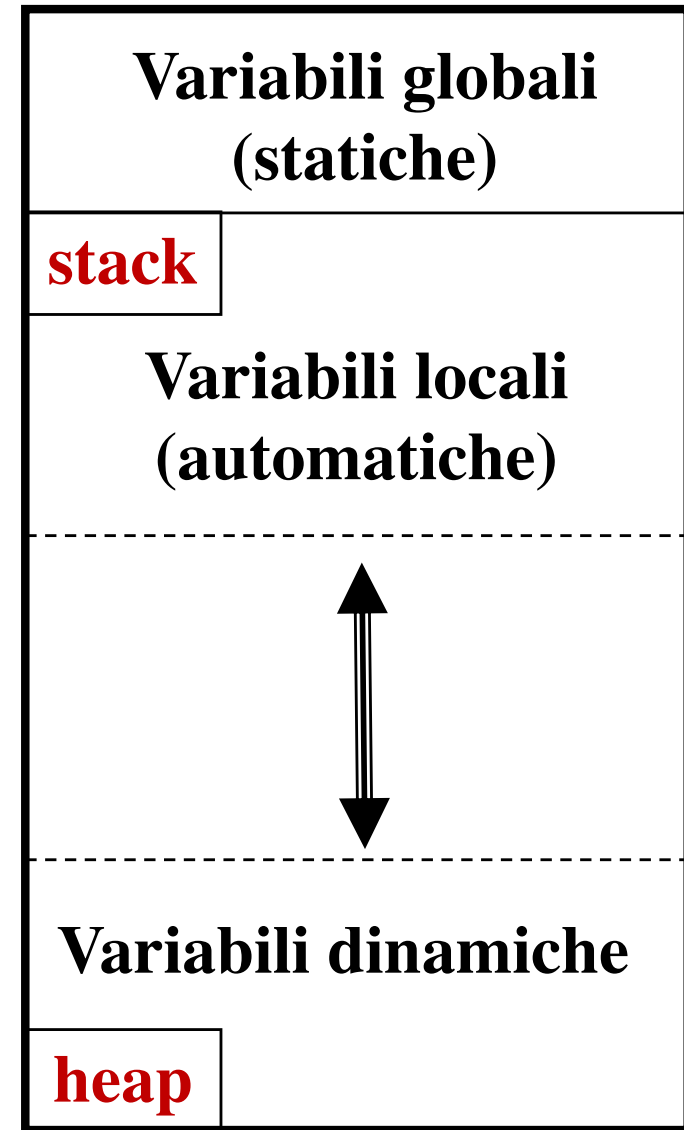 Variabili globali
(statiche)
stack
Variabili locali
(automatiche)
Variabili dinamiche
heap